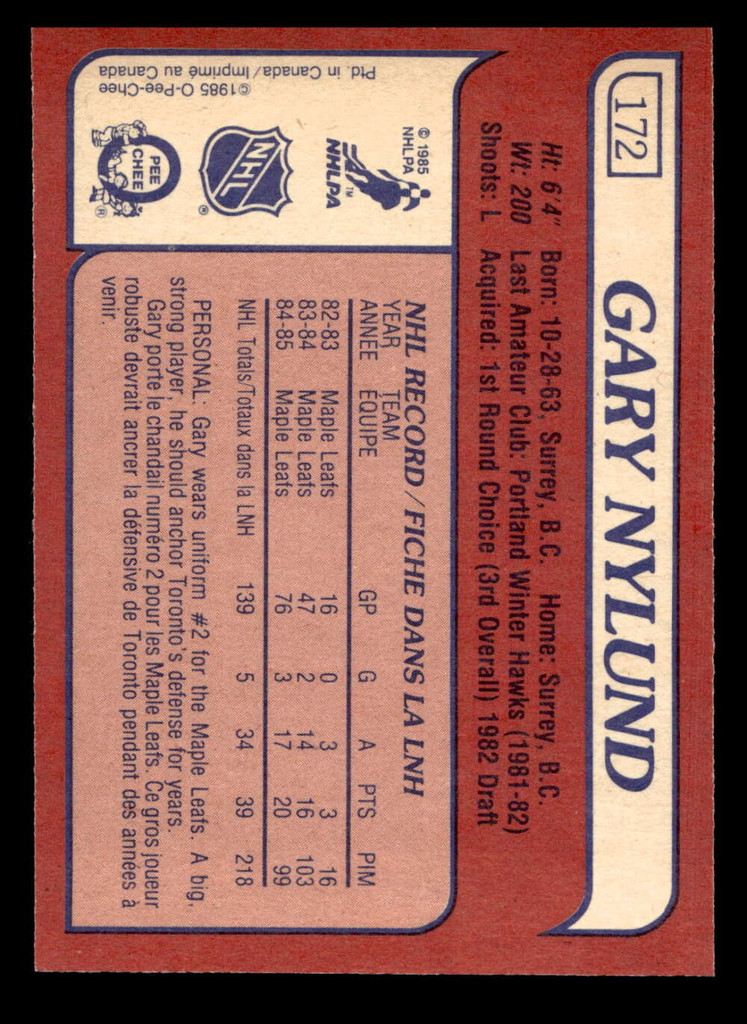 172
GARY NYLUND
Ht: 6'4" Born: 10-28-63, Surrey, B.C. Home: Surrey, B.C.
Wt: 200 Last Amateur Club: Portland Winter Hawks (1981-82)
Shoots: L Acquired: 1st Round Choice (3rd Overall) 1982 Draft
© 1985
NHLPA
NHLPA™
NHL®
O PEE CHEE®
©1985 O-Pee-Chee
Ptd. in Canada/Imprimé au Canada
NHL RECORD/FICHE DANS LA LNH
YEAR TEAM
ANNÉE ÉQUIPE GP G A PTS PIM
82-83 Maple Leafs 16 0 3 3 16
83-84 Maple Leafs 47 2 14 16 103
84-85 Maple Leafs 76 3 17 20 99
NHL Totals/Totaux dans la LNH 139 5 34 39 218
PERSONAL: Gary wears uniform #2 for the Maple Leafs. A big,
strong player, he should anchor Toronto's defense for years.
Gary porte le chandail numéro 2 pour les Maple Leafs. Ce gros joueur
robuste devrait ancrer la défensive de Toronto pendant des années à
venir.